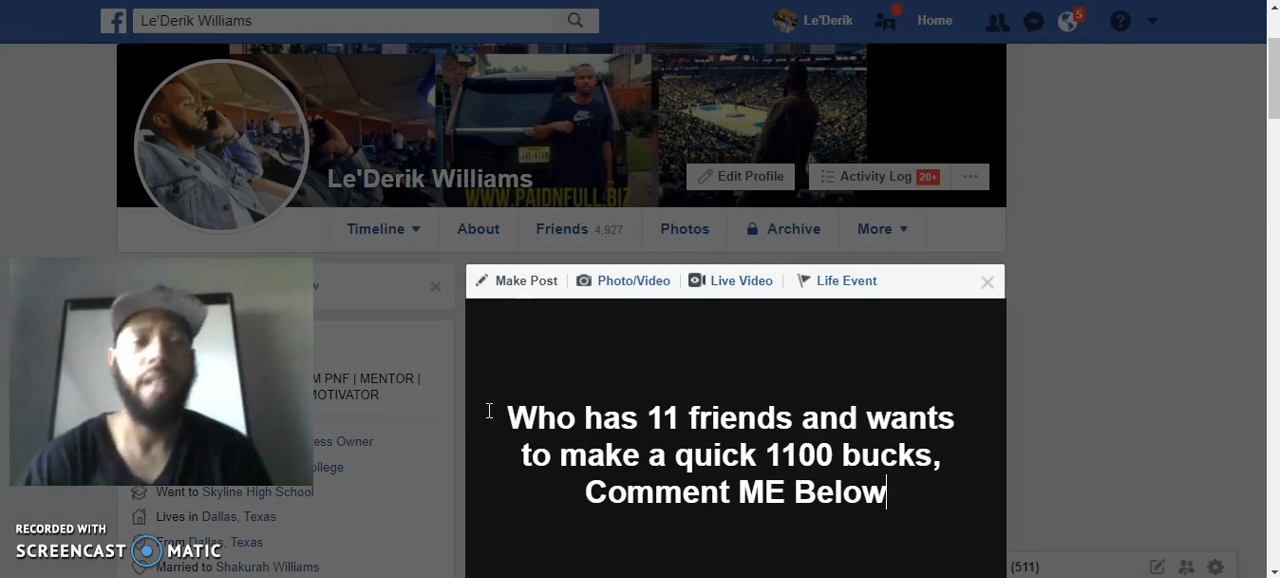 Le'Derik Williams
Le'Derik
Home
5
Le'Derik Williams
WWW.PAIDNFULL.BIZ
Edit Profile
Activity Log 20+
Timeline
About
Friends 4,927
Photos
Archive
More
Make Post
Photo/Video
Live Video
Life Event
M PNF | MENTOR |
MOTIVATOR
ess Owner
ollege
Went to Skyline High School
Lives in Dallas, Texas
From Dallas, Texas
Married to Shakurah Williams
Who has 11 friends and wants
to make a quick 1100 bucks,
Comment ME Below
RECORDED WITH
SCREENCAST MATIC
(511)